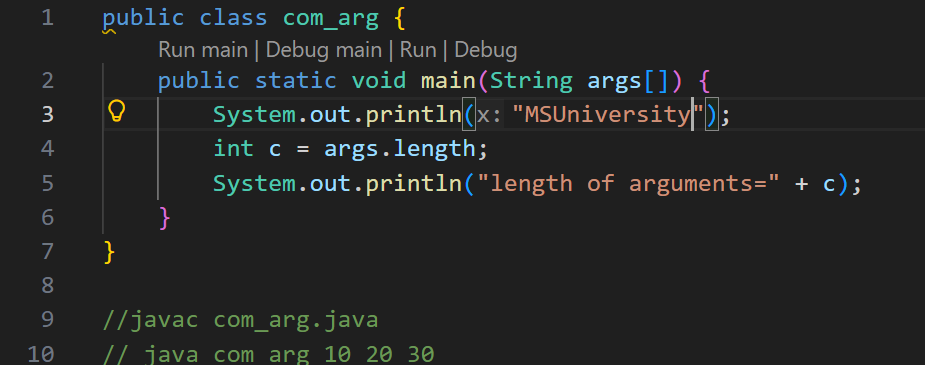 1 public class com_arg {
Run main | Debug main | Run | Debug
2 public static void main(String args[]) {
3 System.out.println(x: "MSUniversity");
4 int c = args.length;
5 System.out.println("length of arguments=" + c);
6 }
7 }
8
9 //javac com_arg.java
10 // java com_arg 10 20 30